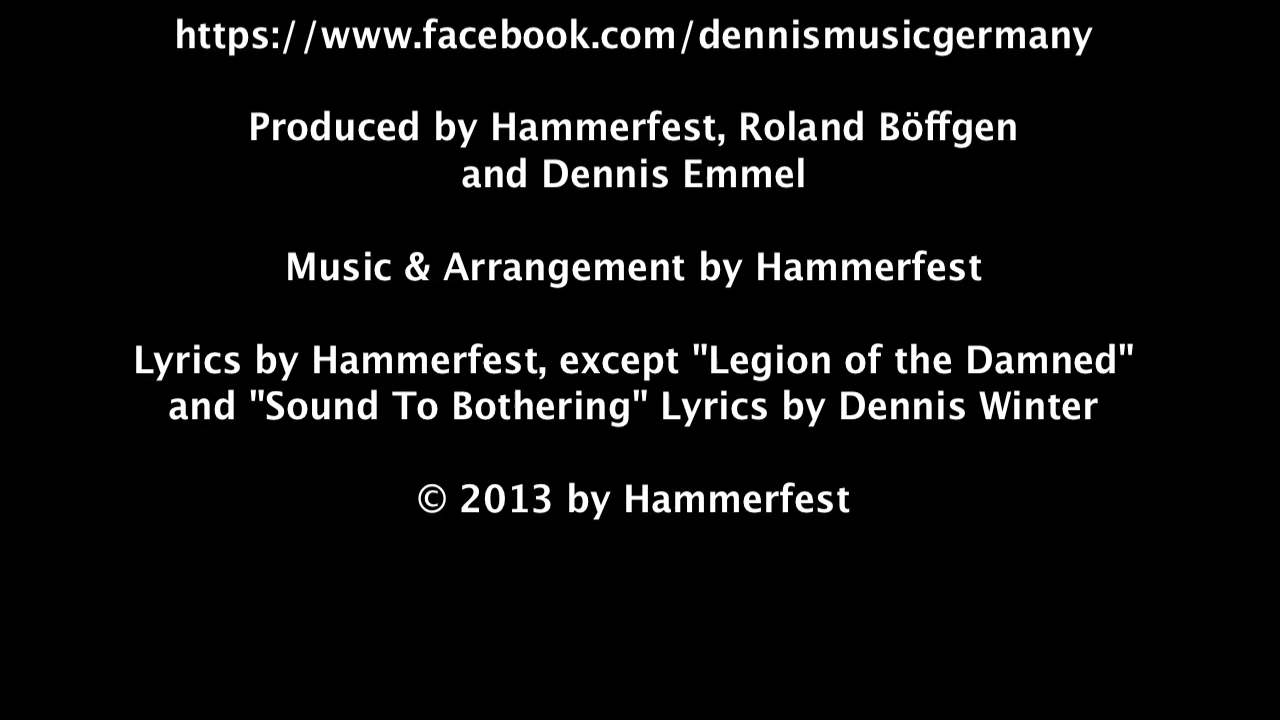 https://www.facebook.com/dennismusicgermany
Produced by Hammerfest, Roland Böffgen
and Dennis Emmel
Music & Arrangement by Hammerfest
Lyrics by Hammerfest, except "Legion of the Damned"
and "Sound To Bothering" Lyrics by Dennis Winter
© 2013 by Hammerfest